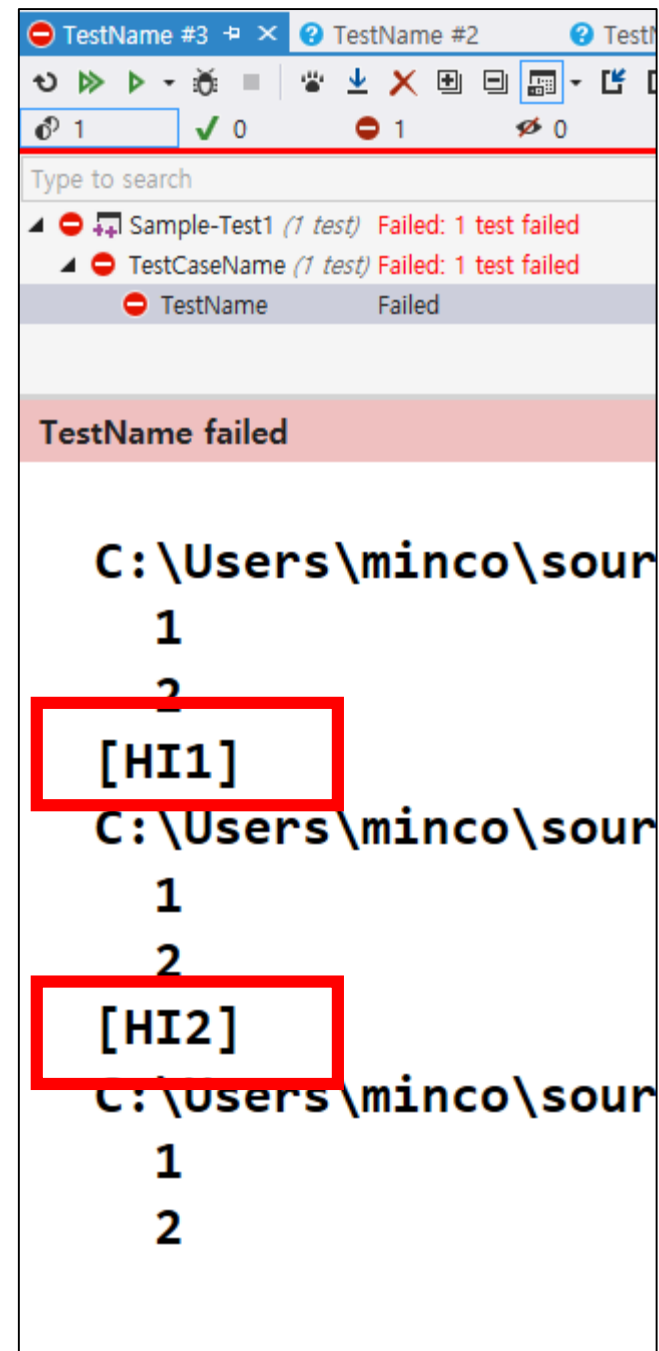 TestName #3 TestName #2 Test
1 0 1 0
Type to search
Sample-Test1 (1 test) Failed: 1 test failed
TestCaseName (1 test) Failed: 1 test failed
TestName Failed
TestName failed
C:\Users\minco\sour
1
2
[HI1]
C:\Users\minco\sour
1
2
[HI2]
C:\Users\minco\sour
1
2